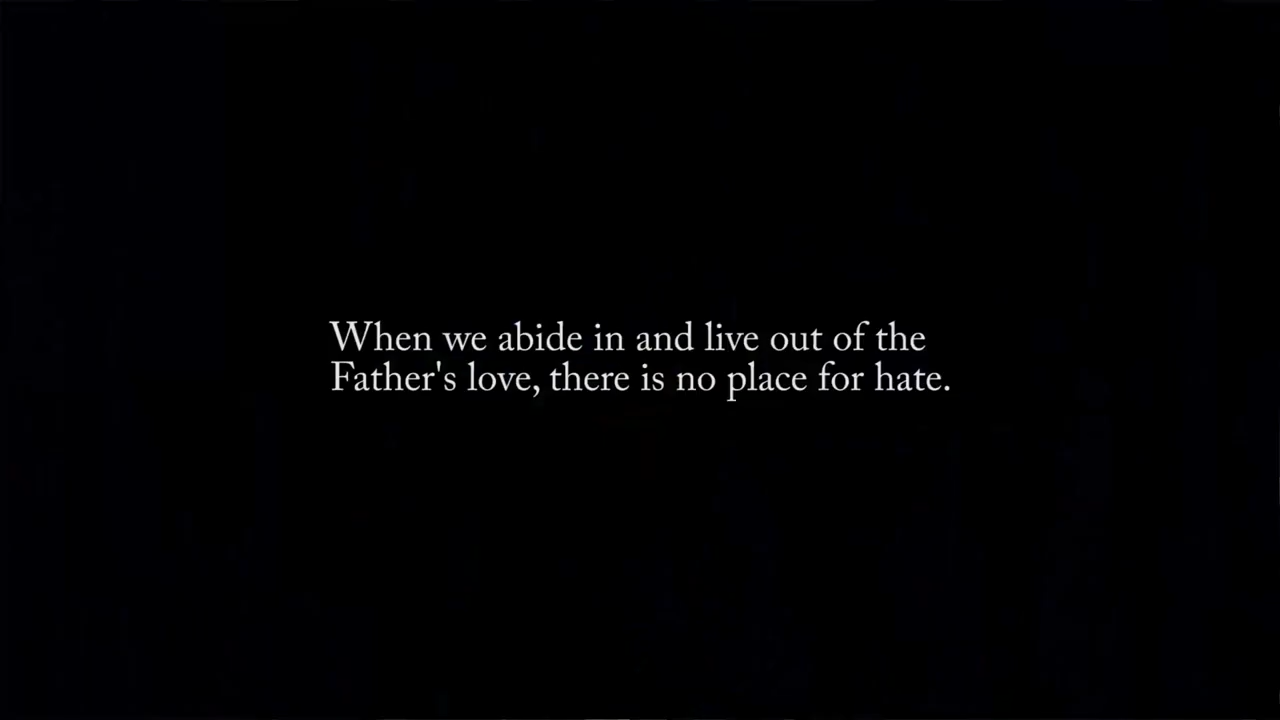 When we abide in and live out of the
Father's love, there is no place for hate.